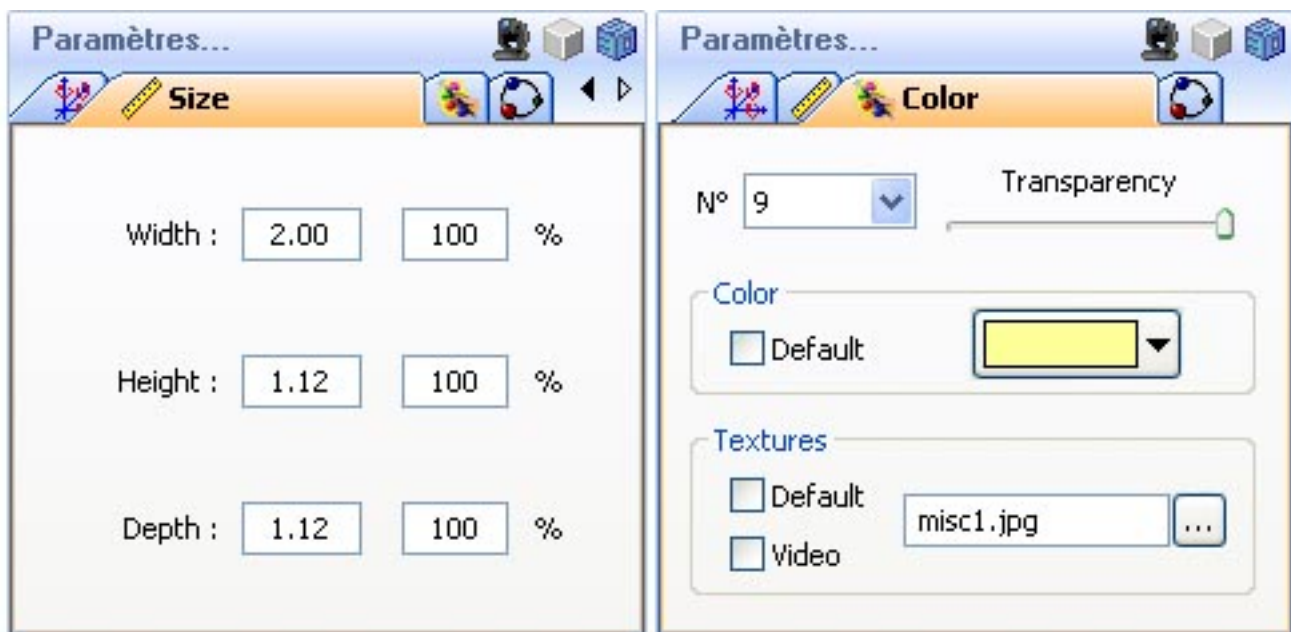 Paramètres...
Size
Width : 2.00 100 %
Height : 1.12 100 %
Depth : 1.12 100 %
Paramètres...
Color
N° 9 Transparency
Color
Default
Textures
Default
misc1.jpg ...
Video